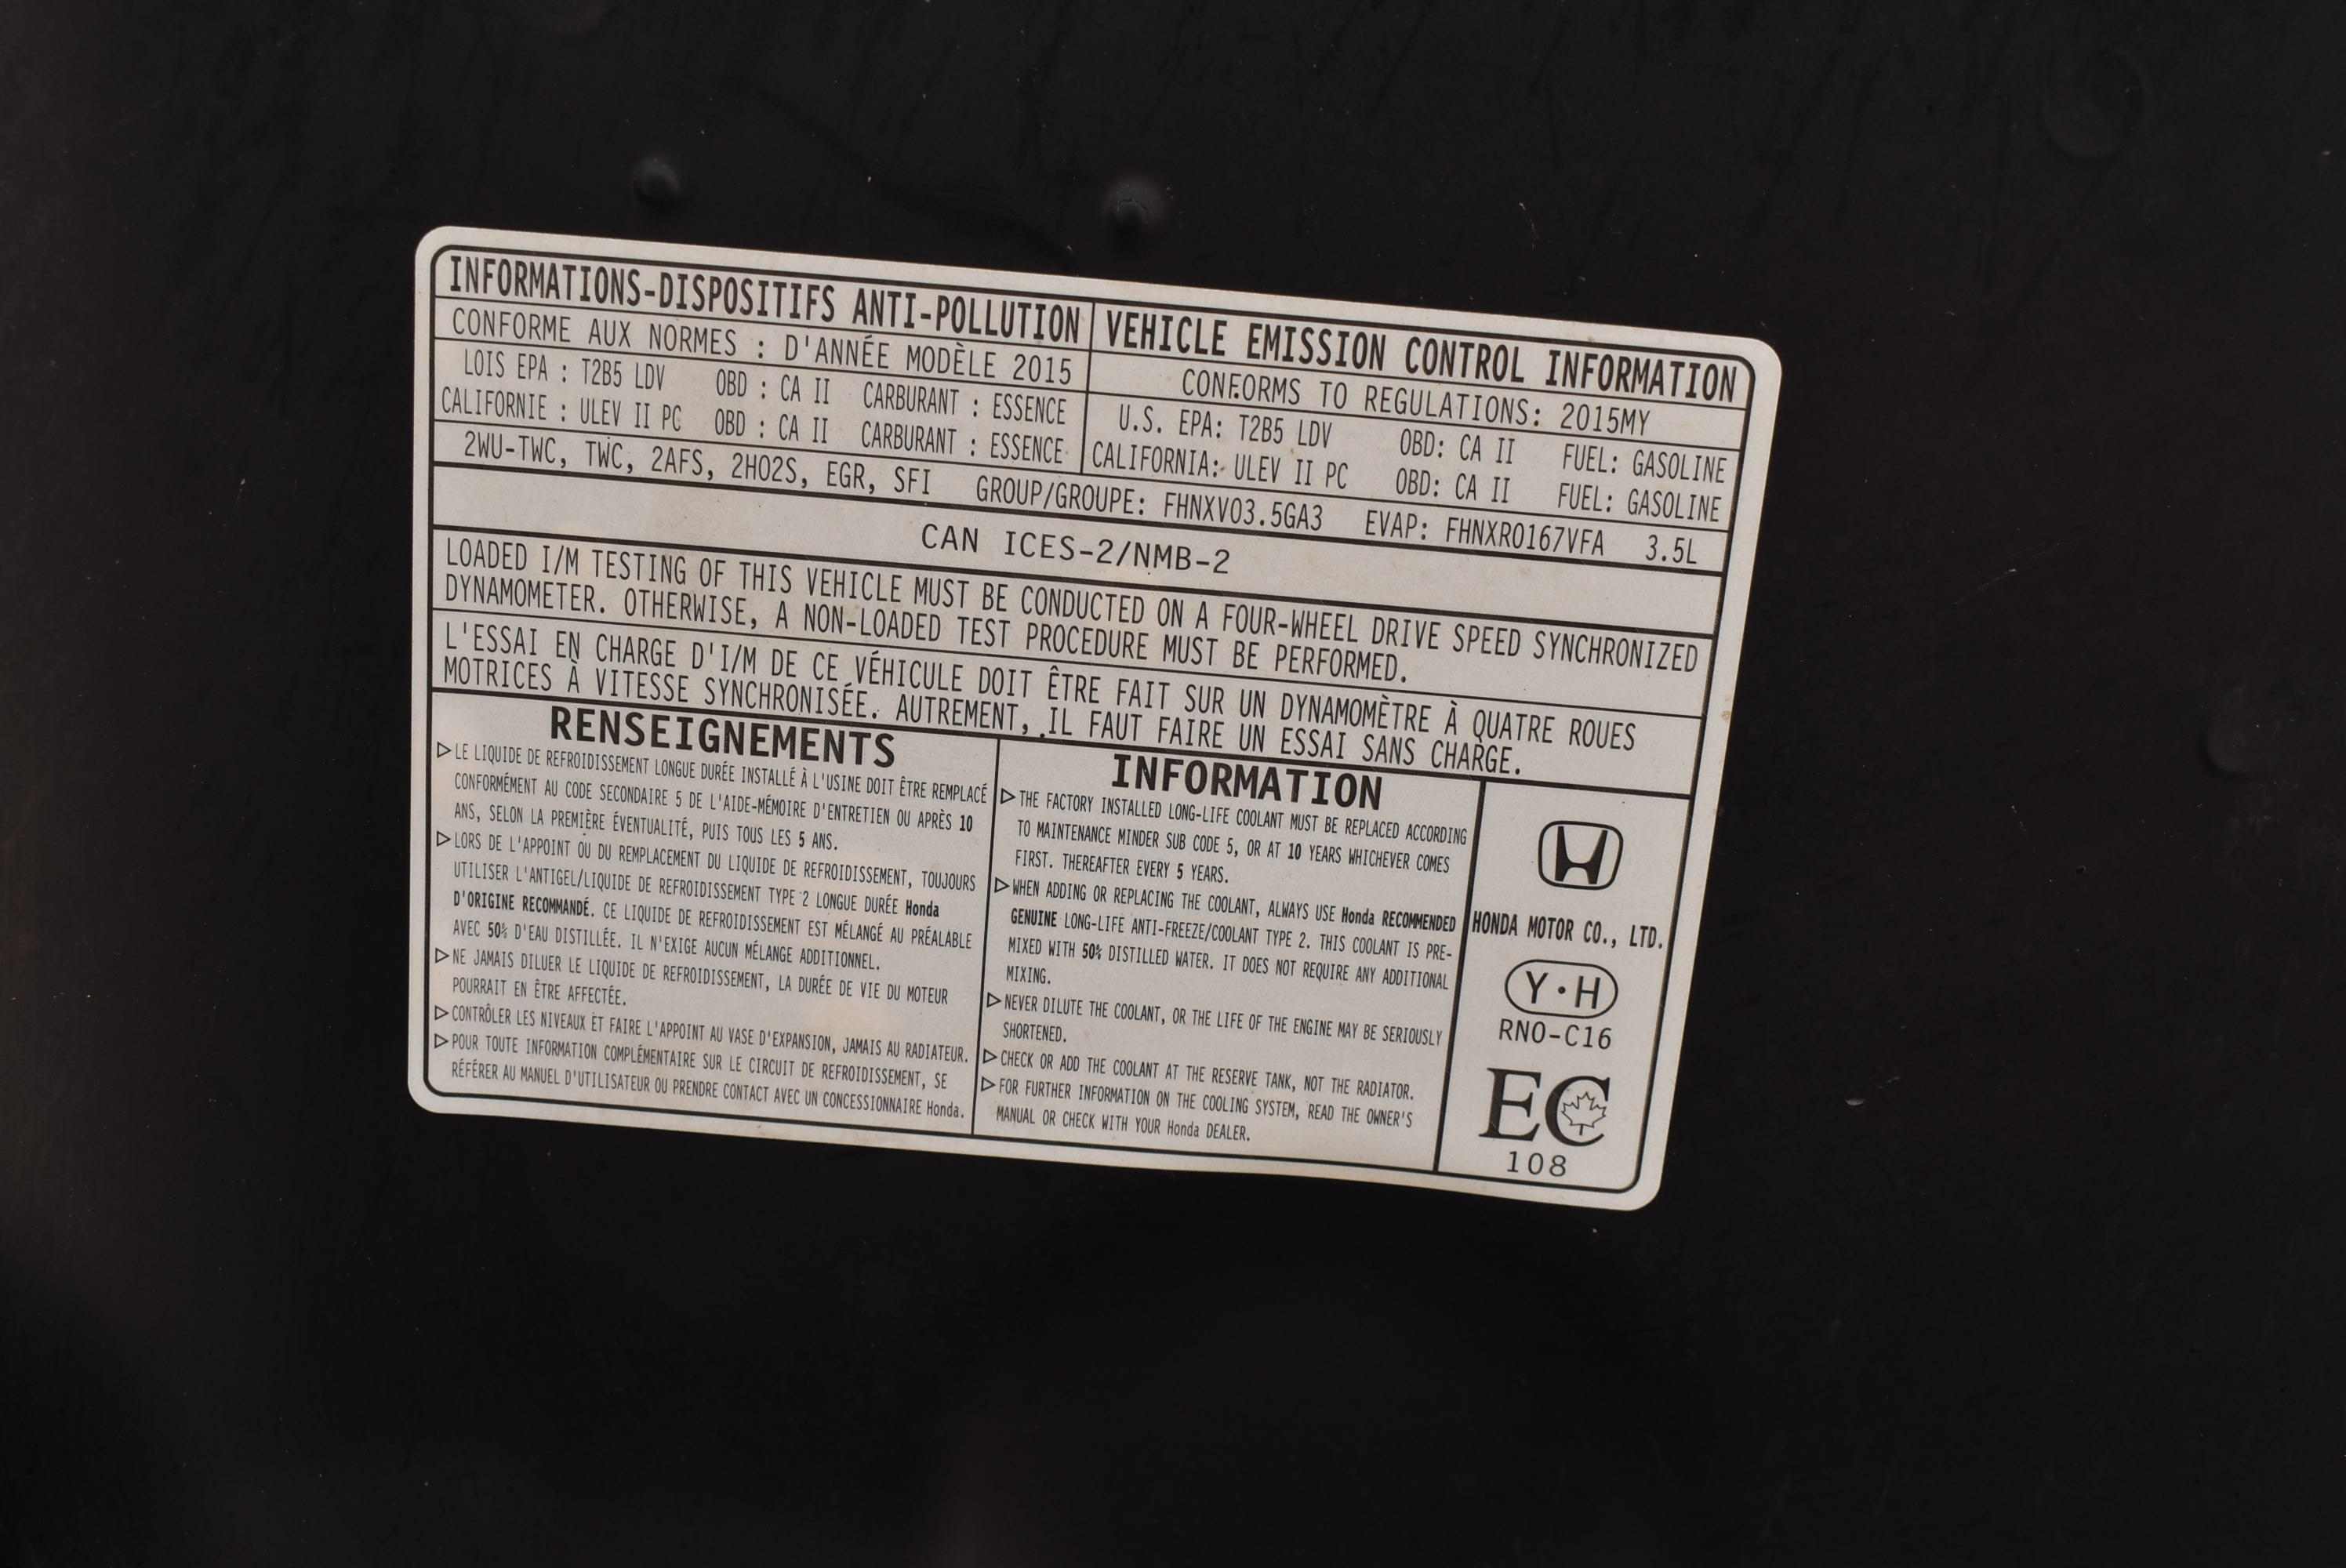 INFORMATIONS-DISPOSITIFS ANTI-POLLUTION
CONFORME AUX NORMES : D'ANNÉE MODÈLE 2015
LOIS EPA : T2B5 LDV OBD : CA II CARBURANT : ESSENCE
CALIFORNIE : ULEV II PC OBD : CA II CARBURANT : ESSENCE
VEHICLE EMISSION CONTROL INFORMATION
CONFORMS TO REGULATIONS: 2015MY
U.S. EPA: T2B5 LDV OBD: CA II FUEL: GASOLINE
CALIFORNIA: ULEV II PC OBD: CA II FUEL: GASOLINE
2WU-TWC, TWC, 2AFS, 2HO2S, EGR, SFI GROUP/GROUPE: FHNXV03.5GA3 EVAP: FHNXR0167VFA 3.5L
CAN ICES-2/NMB-2
LOADED I/M TESTING OF THIS VEHICLE MUST BE CONDUCTED ON A FOUR-WHEEL DRIVE SPEED SYNCHRONIZED
DYNAMOMETER. OTHERWISE, A NON-LOADED TEST PROCEDURE MUST BE PERFORMED.
L'ESSAI EN CHARGE D'I/M DE CE VÉHICULE DOIT ÊTRE FAIT SUR UN DYNAMOMÈTRE À QUATRE ROUES
MOTRICES À VITESSE SYNCHRONISÉE. AUTREMENT, IL FAUT FAIRE UN ESSAI SANS CHARGE.
RENSEIGNEMENTS
▷LE LIQUIDE DE REFROIDISSEMENT LONGUE DURÉE INSTALLÉ À L'USINE DOIT ÊTRE REMPLACÉ
CONFORMÉMENT AU CODE SECONDAIRE 5 DE L'AIDE-MÉMOIRE D'ENTRETIEN OU APRÈS 10
ANS, SELON LA PREMIÈRE ÉVENTUALITÉ, PUIS TOUS LES 5 ANS.
▷LORS DE L'APPOINT OU DU REMPLACEMENT DU LIQUIDE DE REFROIDISSEMENT, TOUJOURS
UTILISER L'ANTIGEL/LIQUIDE DE REFROIDISSEMENT TYPE 2 LONGUE DURÉE Honda
D'ORIGINE RECOMMANDÉ. CE LIQUIDE DE REFROIDISSEMENT EST MÉLANGÉ AU PRÉALABLE
AVEC 50% D'EAU DISTILLÉE. IL N'EXIGE AUCUN MÉLANGE ADDITIONNEL.
▷NE JAMAIS DILUER LE LIQUIDE DE REFROIDISSEMENT, LA DURÉE DE VIE DU MOTEUR
POURRAIT EN ÊTRE AFFECTÉE.
▷CONTRÔLER LES NIVEAUX ET FAIRE L'APPOINT AU VASE D'EXPANSION, JAMAIS AU RADIATEUR.
▷POUR TOUTE INFORMATION COMPLÉMENTAIRE SUR LE CIRCUIT DE REFROIDISSEMENT, SE
RÉFÉRER AU MANUEL D'UTILISATEUR OU PRENDRE CONTACT AVEC UN CONCESSIONNAIRE Honda.
INFORMATION
▷THE FACTORY INSTALLED LONG-LIFE COOLANT MUST BE REPLACED ACCORDING
TO MAINTENANCE MINDER SUB CODE 5, OR AT 10 YEARS WHICHEVER COMES
FIRST. THEREAFTER EVERY 5 YEARS.
▷WHEN ADDING OR REPLACING THE COOLANT, ALWAYS USE Honda RECOMMENDED
GENUINE LONG-LIFE ANTI-FREEZE/COOLANT TYPE 2. THIS COOLANT IS PRE-
MIXED WITH 50% DISTILLED WATER. IT DOES NOT REQUIRE ANY ADDITIONAL
MIXING.
▷NEVER DILUTE THE COOLANT, OR THE LIFE OF THE ENGINE MAY BE SERIOUSLY
SHORTENED.
▷CHECK OR ADD THE COOLANT AT THE RESERVE TANK, NOT THE RADIATOR.
▷FOR FURTHER INFORMATION ON THE COOLING SYSTEM, READ THE OWNER'S
MANUAL OR CHECK WITH YOUR Honda DEALER.
HONDA MOTOR CO., LTD.
Y·H
RNO-C16
EC
108